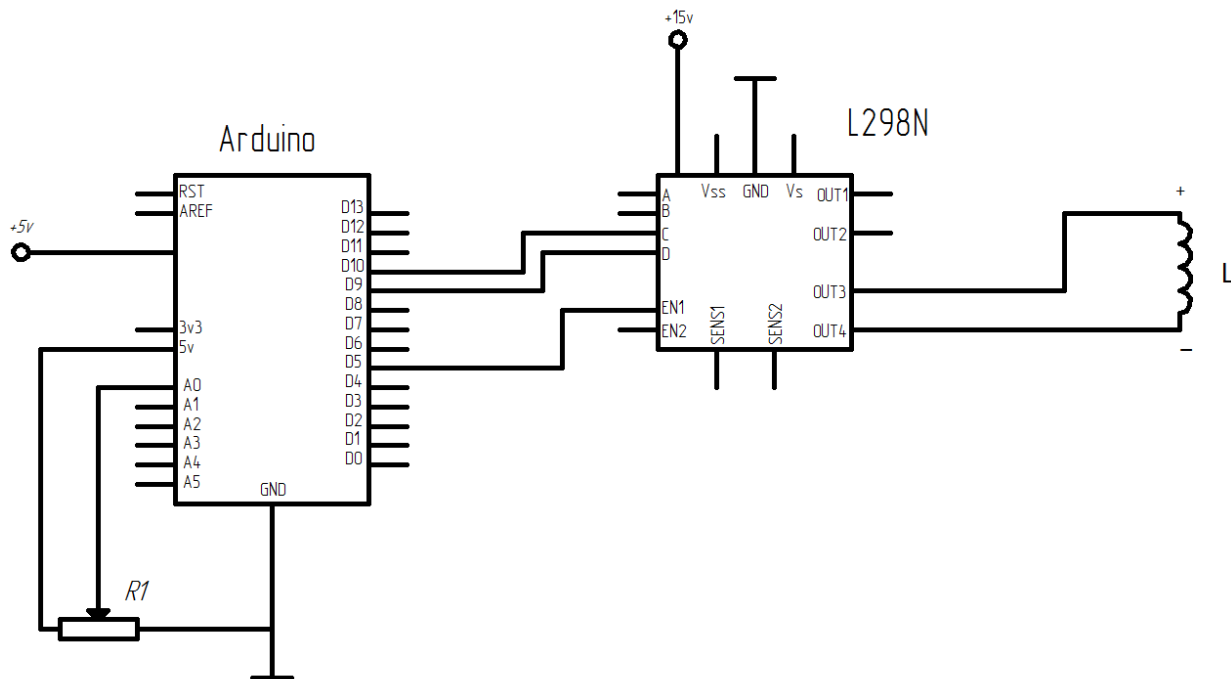 +15v
L298N
Arduino
RST
AREF
+5v
3v3
5v
A0
A1
A2
A3
A4
A5
GND
D13
D12
D11
D10
D9
D8
D7
D6
D5
D4
D3
D2
D1
D0
R1
A
B
C
D
EN1
EN2
Vss
GND
Vs
OUT1
OUT2
OUT3
OUT4
SENS1
SENS2
+
L
−